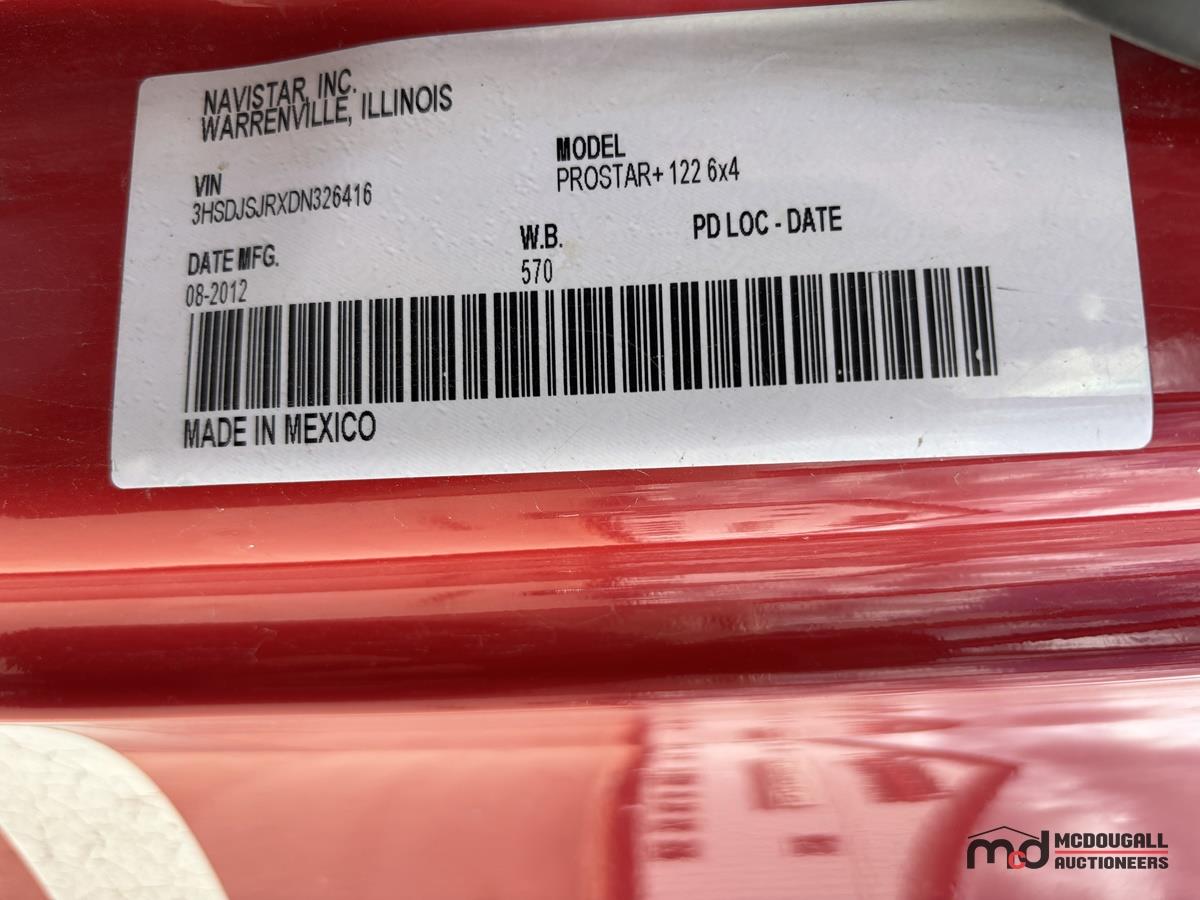 NAVISTAR, INC.
WARRENVILLE, ILLINOIS
VIN
3HSDJSJRXDN326416
MODEL
PROSTAR+ 122 6x4
DATE MFG.
08-2012
W.B.
570
PD LOC - DATE
MADE IN MEXICO
mcd MCDOUGALL
AUCTIONEERS